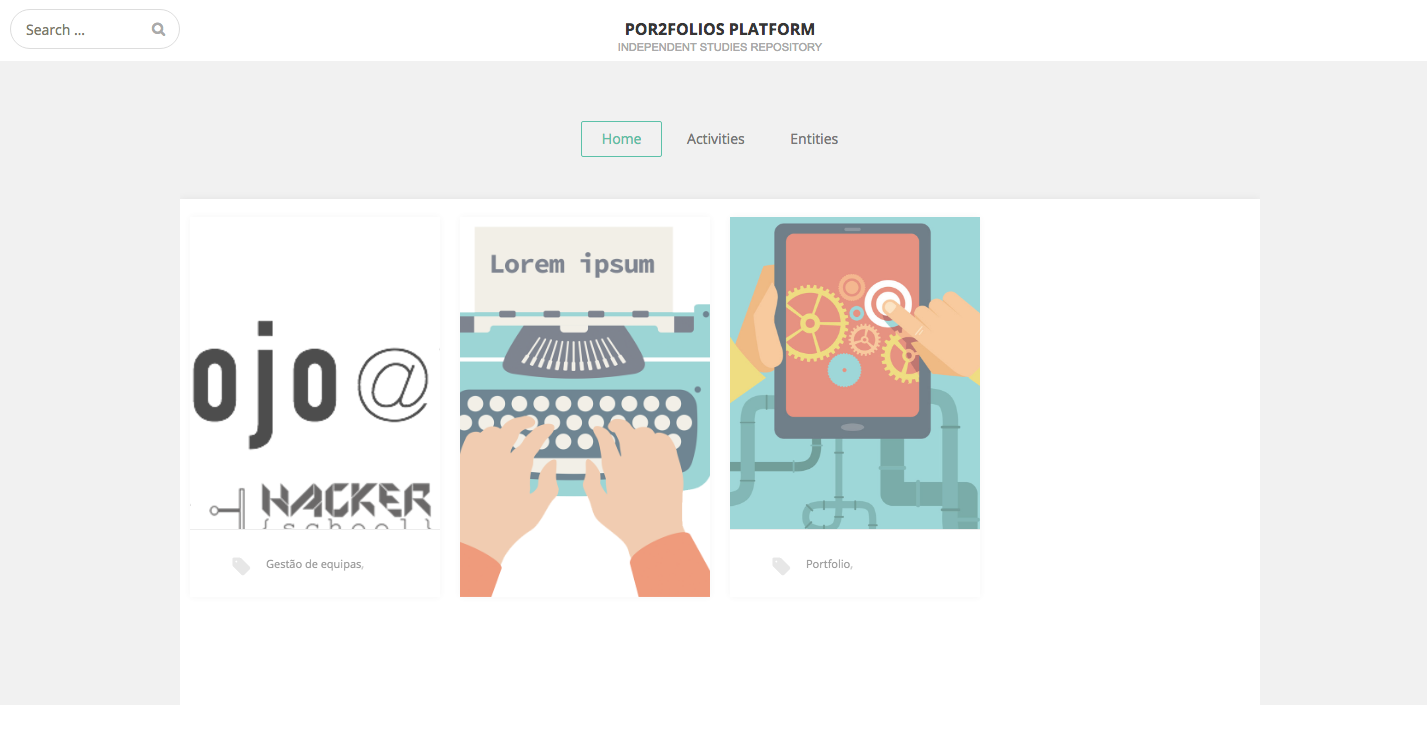 Search ...
POR2FOLIOS PLATFORM
INDEPENDENT STUDIES REPOSITORY
Home
Activities
Entities
ojo@
HACKER
{school}
Lorem ipsum
Gestão de equipas,
Portfolio,